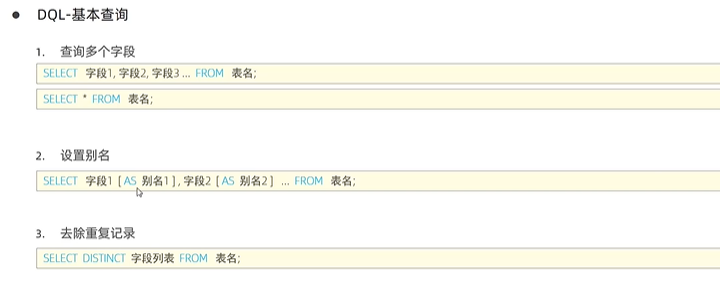 ● DQL-基本查询
1. 查询多个字段
SELECT 字段1, 字段2, 字段3 ... FROM 表名;
SELECT * FROM 表名;
2. 设置别名
SELECT 字段1 [ AS 别名1 ] , 字段2 [ AS 别名2 ] ... FROM 表名;
3. 去除重复记录
SELECT DISTINCT 字段列表 FROM 表名;